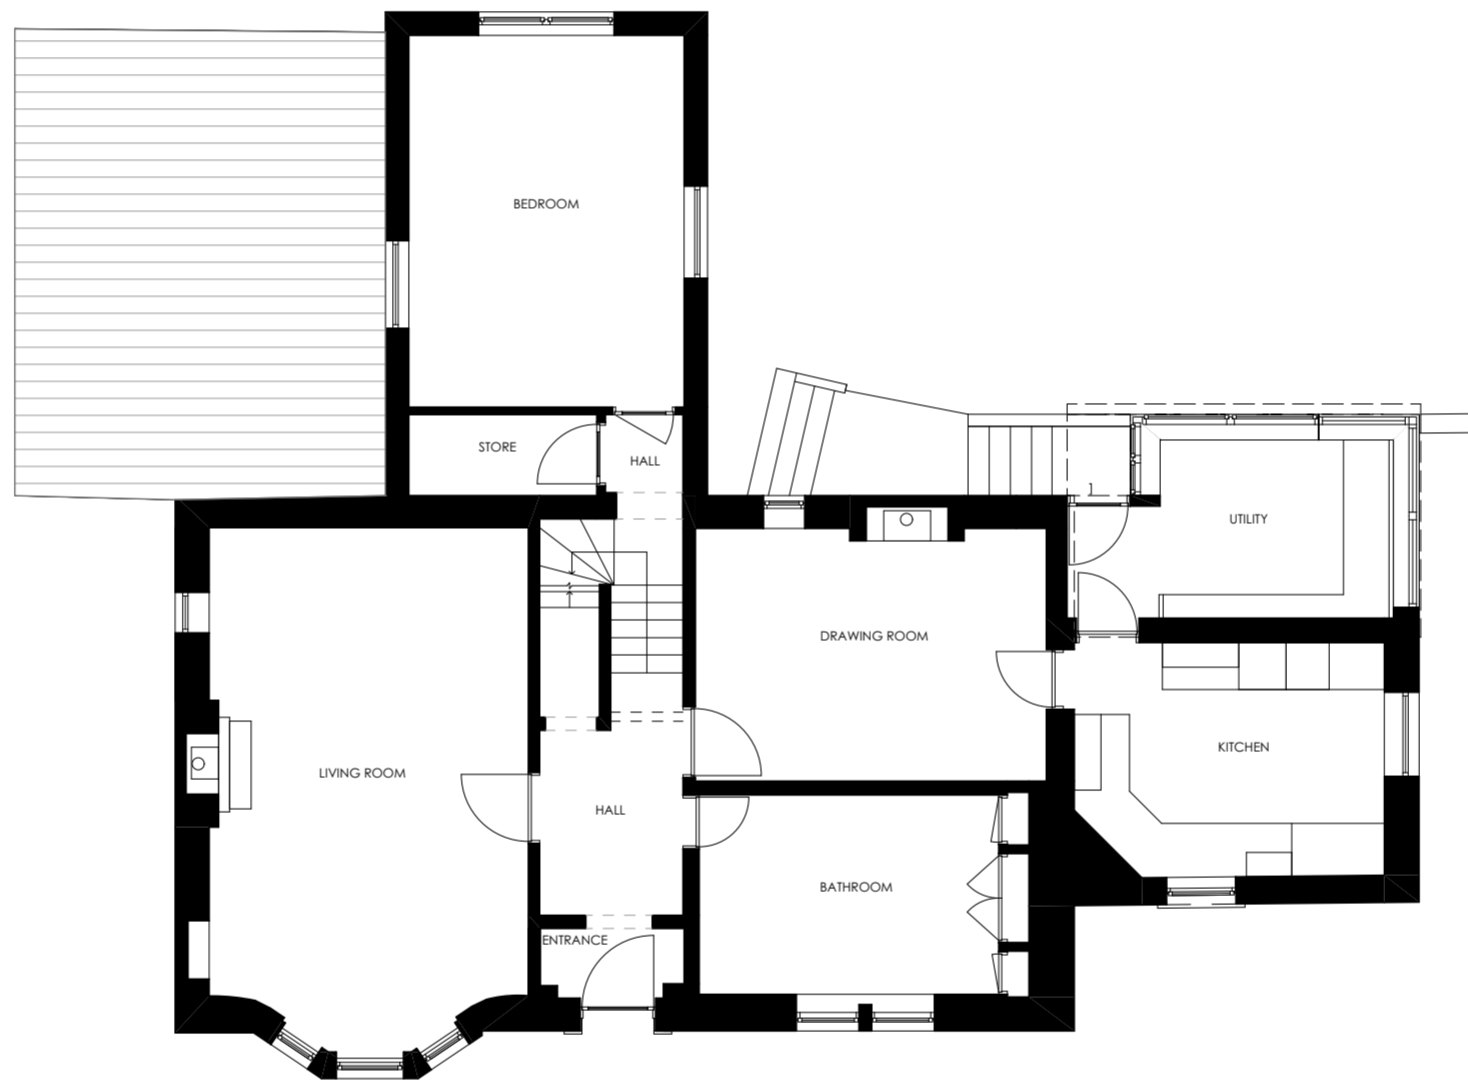 BEDROOM
STORE
HALL
UTILITY
DRAWING ROOM
KITCHEN
LIVING ROOM
HALL
BATHROOM
ENTRANCE